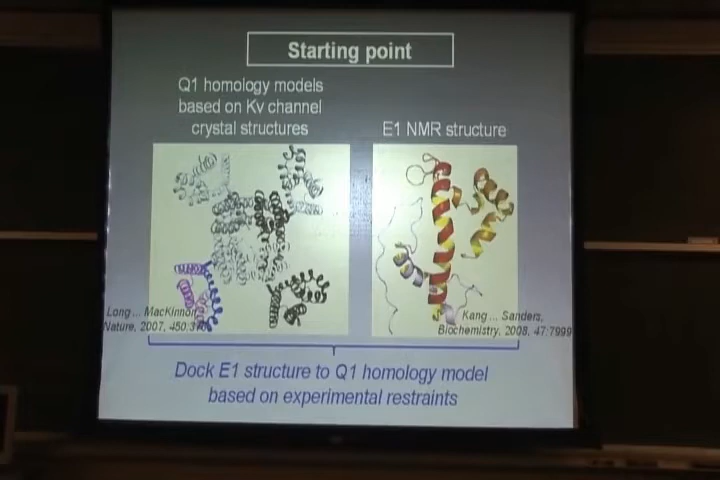 Starting point
Q1 homology models
based on Kv channel
crystal structures
E1 NMR structure
Long ... MacKinnon,
Nature, 2007, 450:
Kang ... Sanders,
Biochemistry, 2008, 47:7999
Dock E1 structure to Q1 homology model
based on experimental restraints